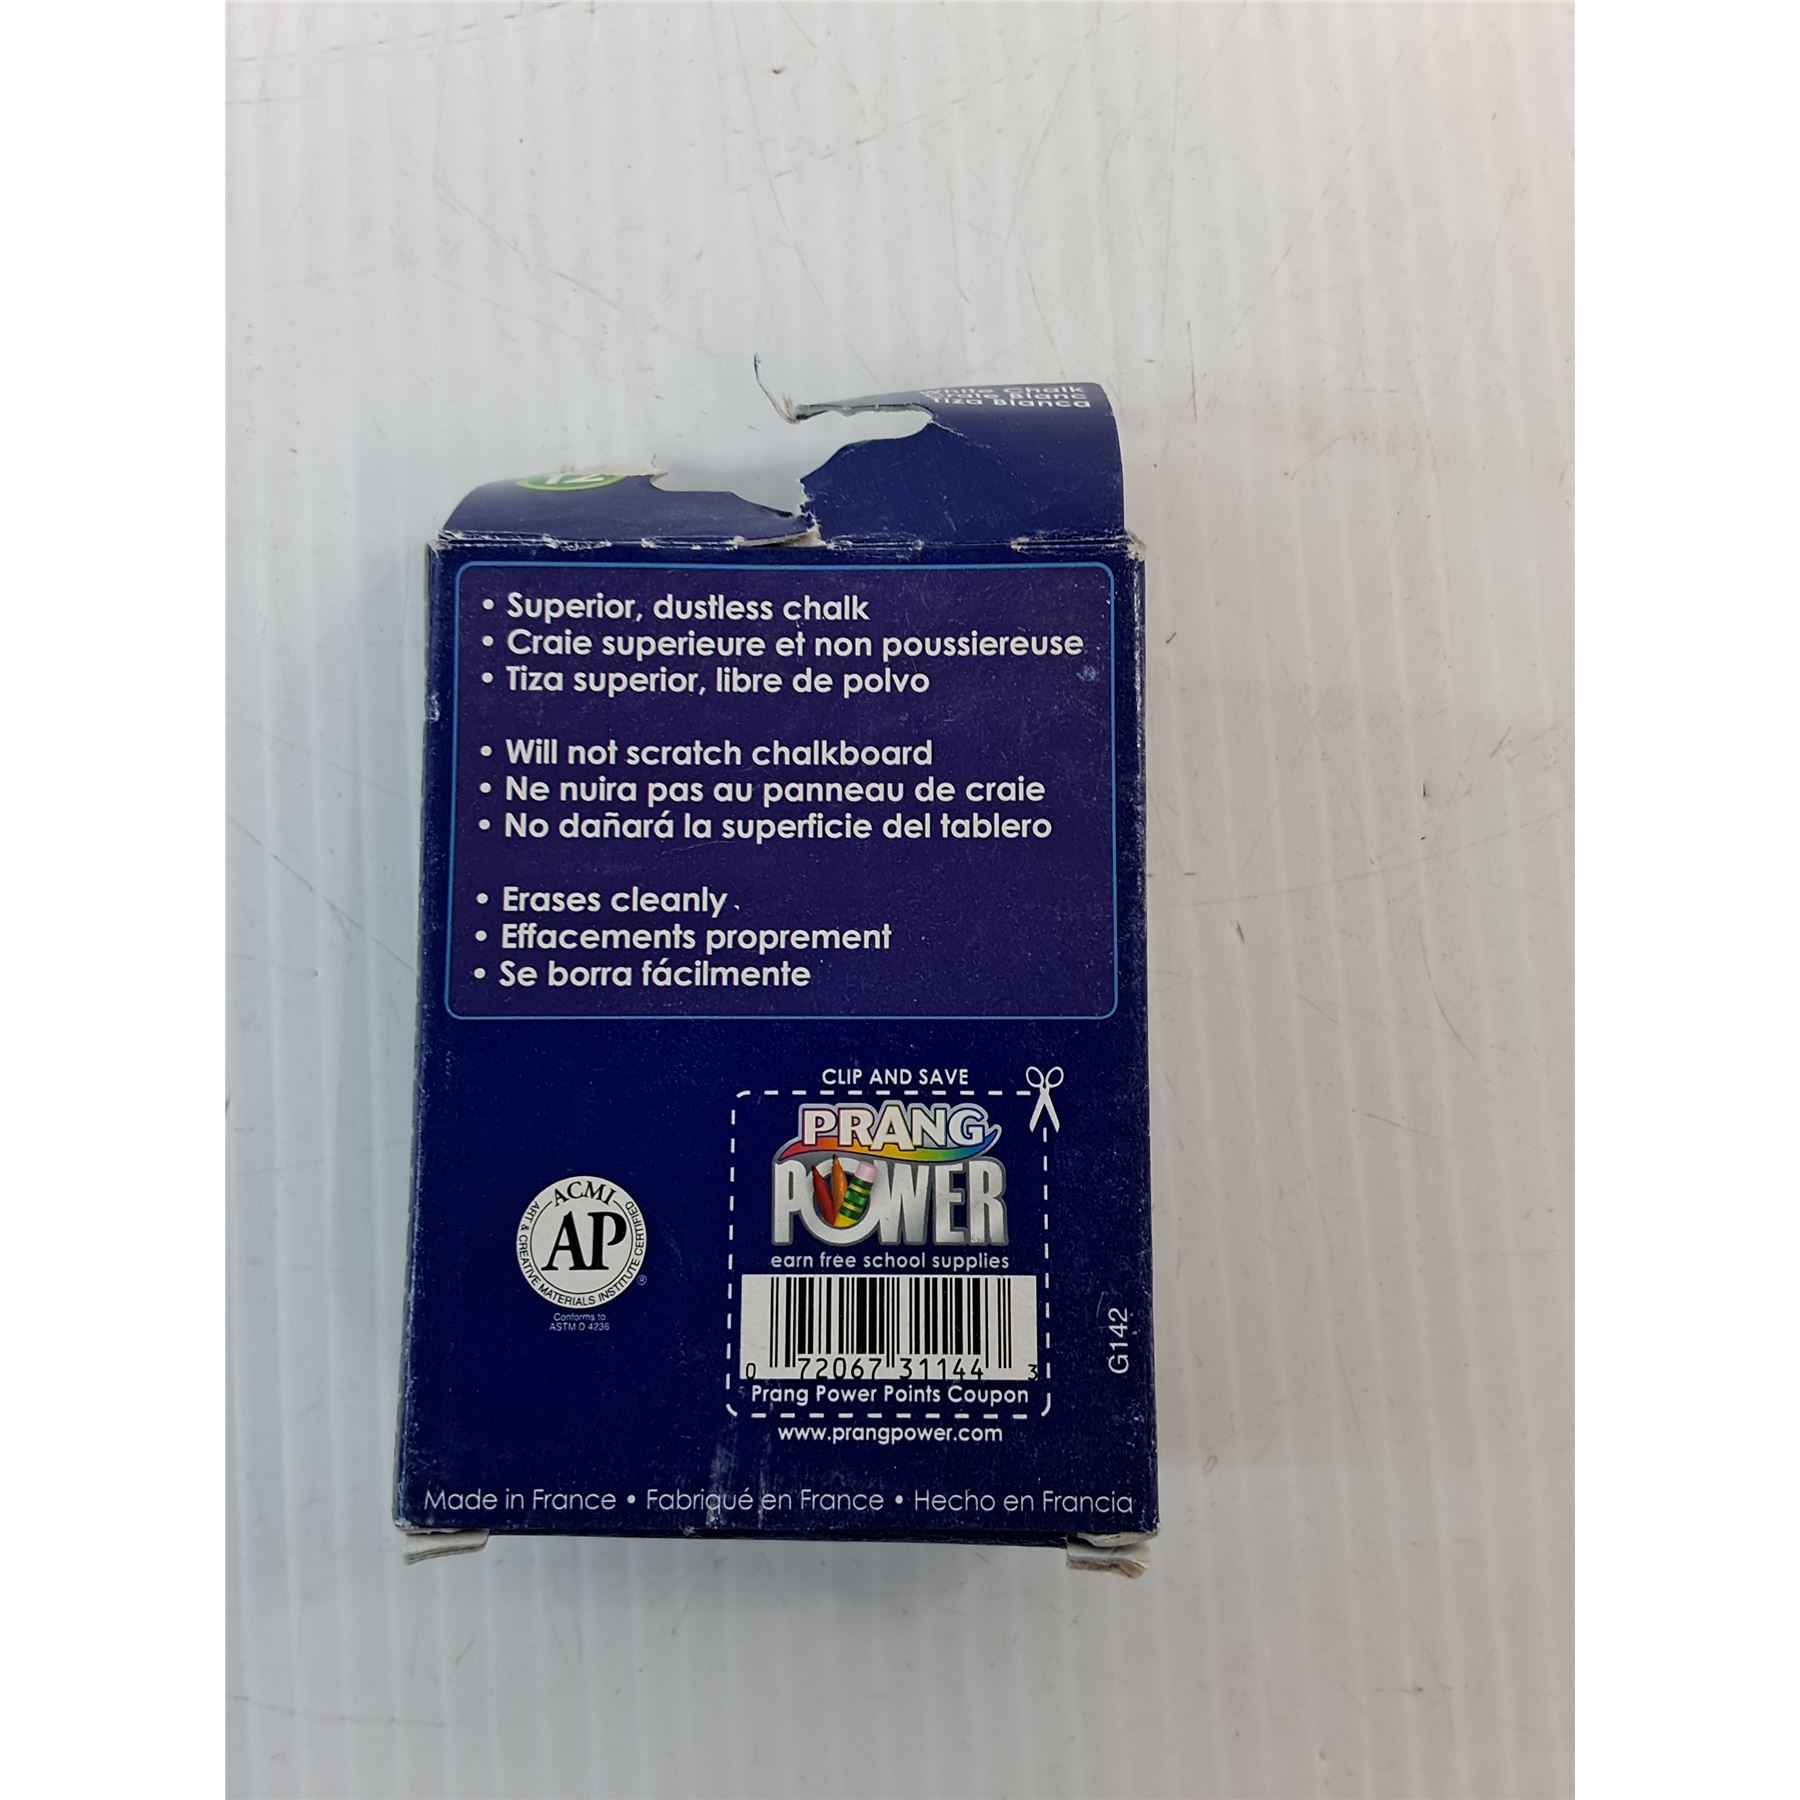 White Chalk
Craie Blanc
Tiza Blanca
12
• Superior, dustless chalk
• Craie superieure et non poussiereuse
• Tiza superior, libre de polvo
• Will not scratch chalkboard
• Ne nuira pas au panneau de craie
• No dañará la superficie del tablero
• Erases cleanly
• Effacements proprement
• Se borra fácilmente
CLIP AND SAVE
PRANG
POWER
earn free school supplies
0 72067 31144 3
Prang Power Points Coupon
www.prangpower.com
ACMI
AP
ART & CREATIVE MATERIALS INSTITUTE CERTIFIED
®
Conforms to
ASTM D 4236
G142
Made in France • Fabriqué en France • Hecho en Francia